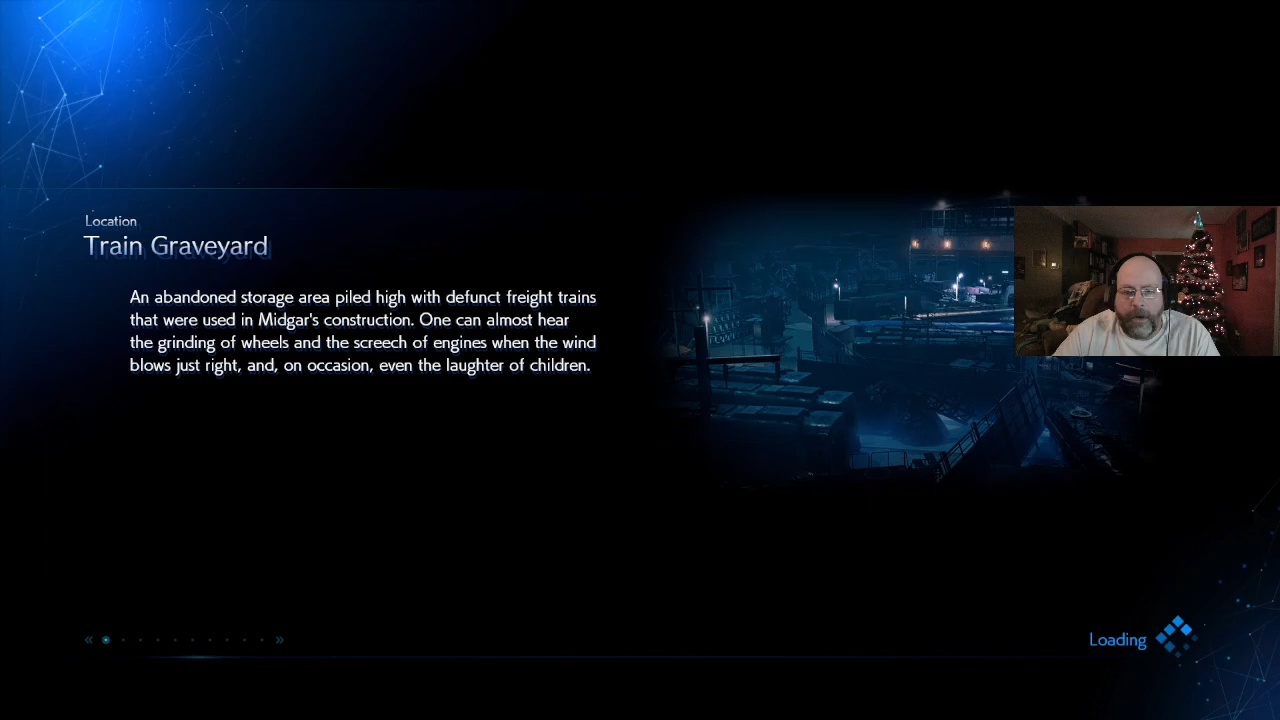 Location
Train Graveyard
An abandoned storage area piled high with defunct freight trains
that were used in Midgar's construction. One can almost hear
the grinding of wheels and the screech of engines when the wind
blows just right, and, on occasion, even the laughter of children.
Loading